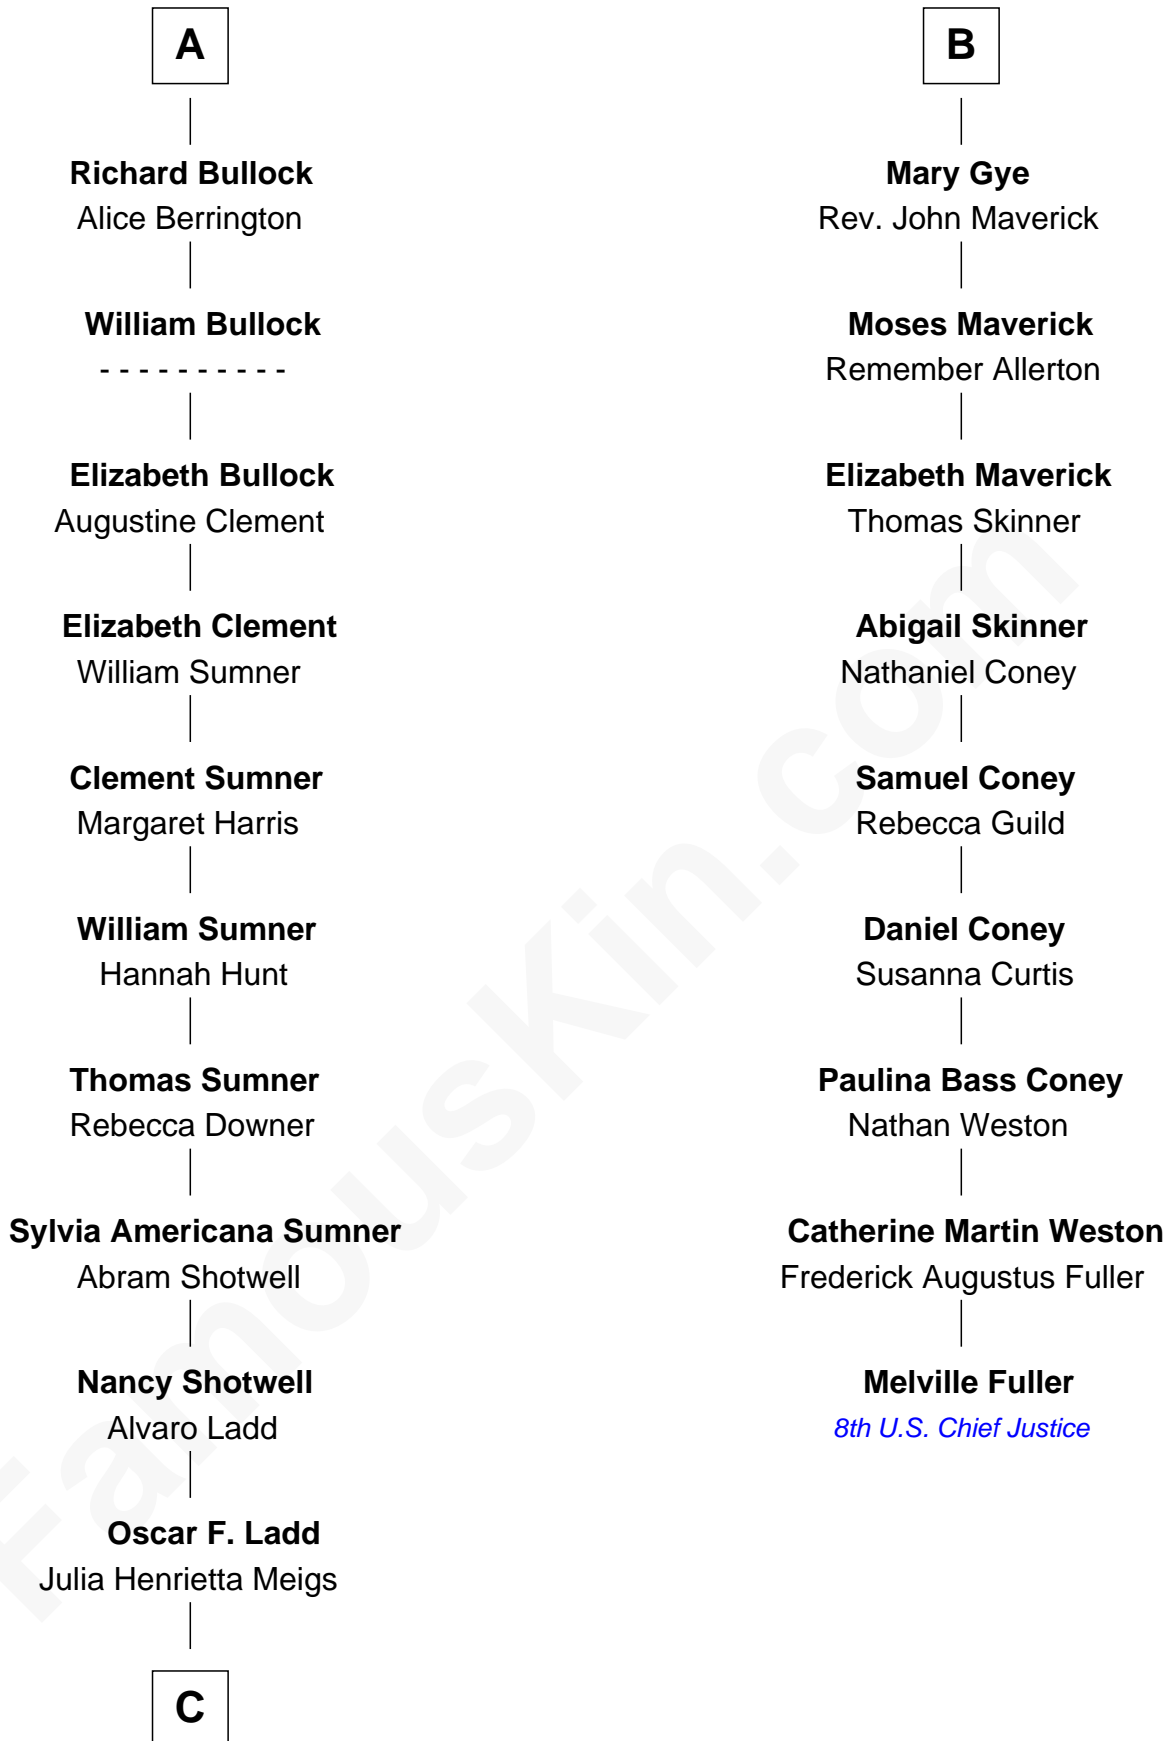 A
Richard Bullock
Alice Berrington
William Bullock
- - - - - - - - - -
Elizabeth Bullock
Augustine Clement
Elizabeth Clement
William Sumner
Clement Sumner
Margaret Harris
William Sumner
Hannah Hunt
Thomas Sumner
Rebecca Downer
Sylvia Americana Sumner
Abram Shotwell
Nancy Shotwell
Alvaro Ladd
Oscar F. Ladd
Julia Henrietta Meigs
C
B
Mary Gye
Rev. John Maverick
Moses Maverick
Remember Allerton
Elizabeth Maverick
Thomas Skinner
Abigail Skinner
Nathaniel Coney
Samuel Coney
Rebecca Guild
Daniel Coney
Susanna Curtis
Paulina Bass Coney
Nathan Weston
Catherine Martin Weston
Frederick Augustus Fuller
Melville Fuller
8th U.S. Chief Justice
FamousKin.com